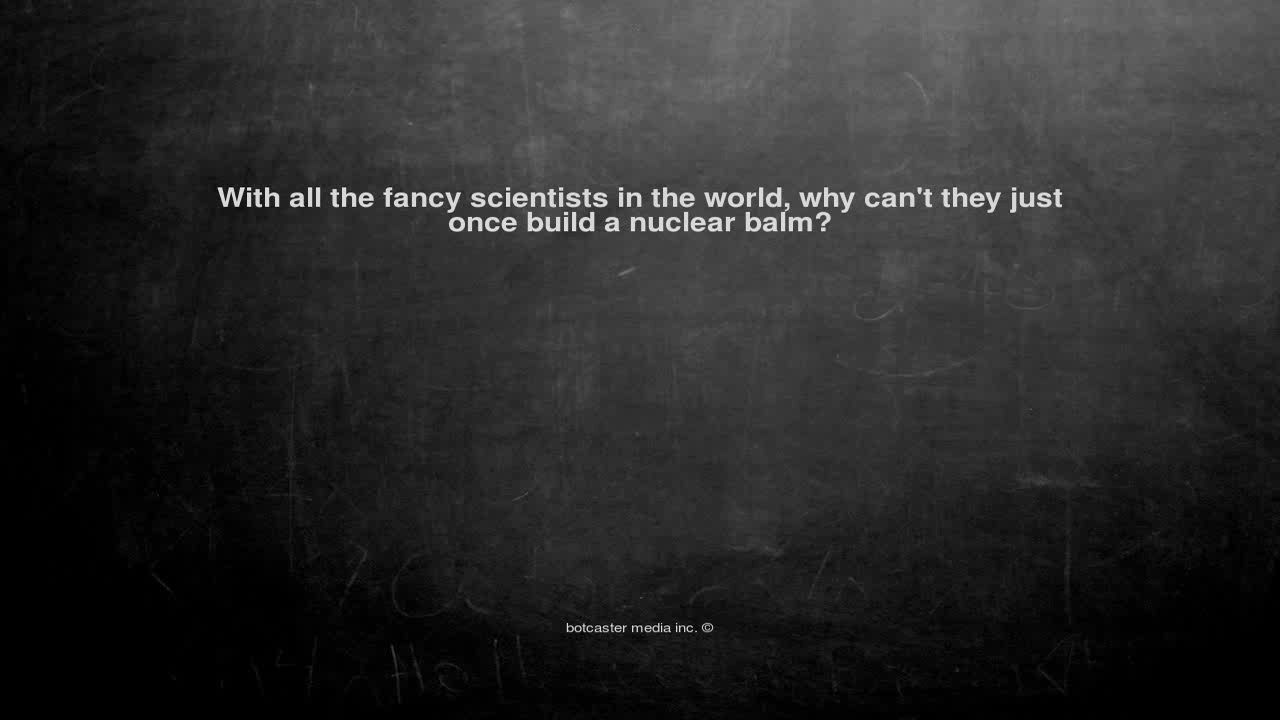 With all the fancy scientists in the world, why can't they just
once build a nuclear balm?
botcaster media inc. ©